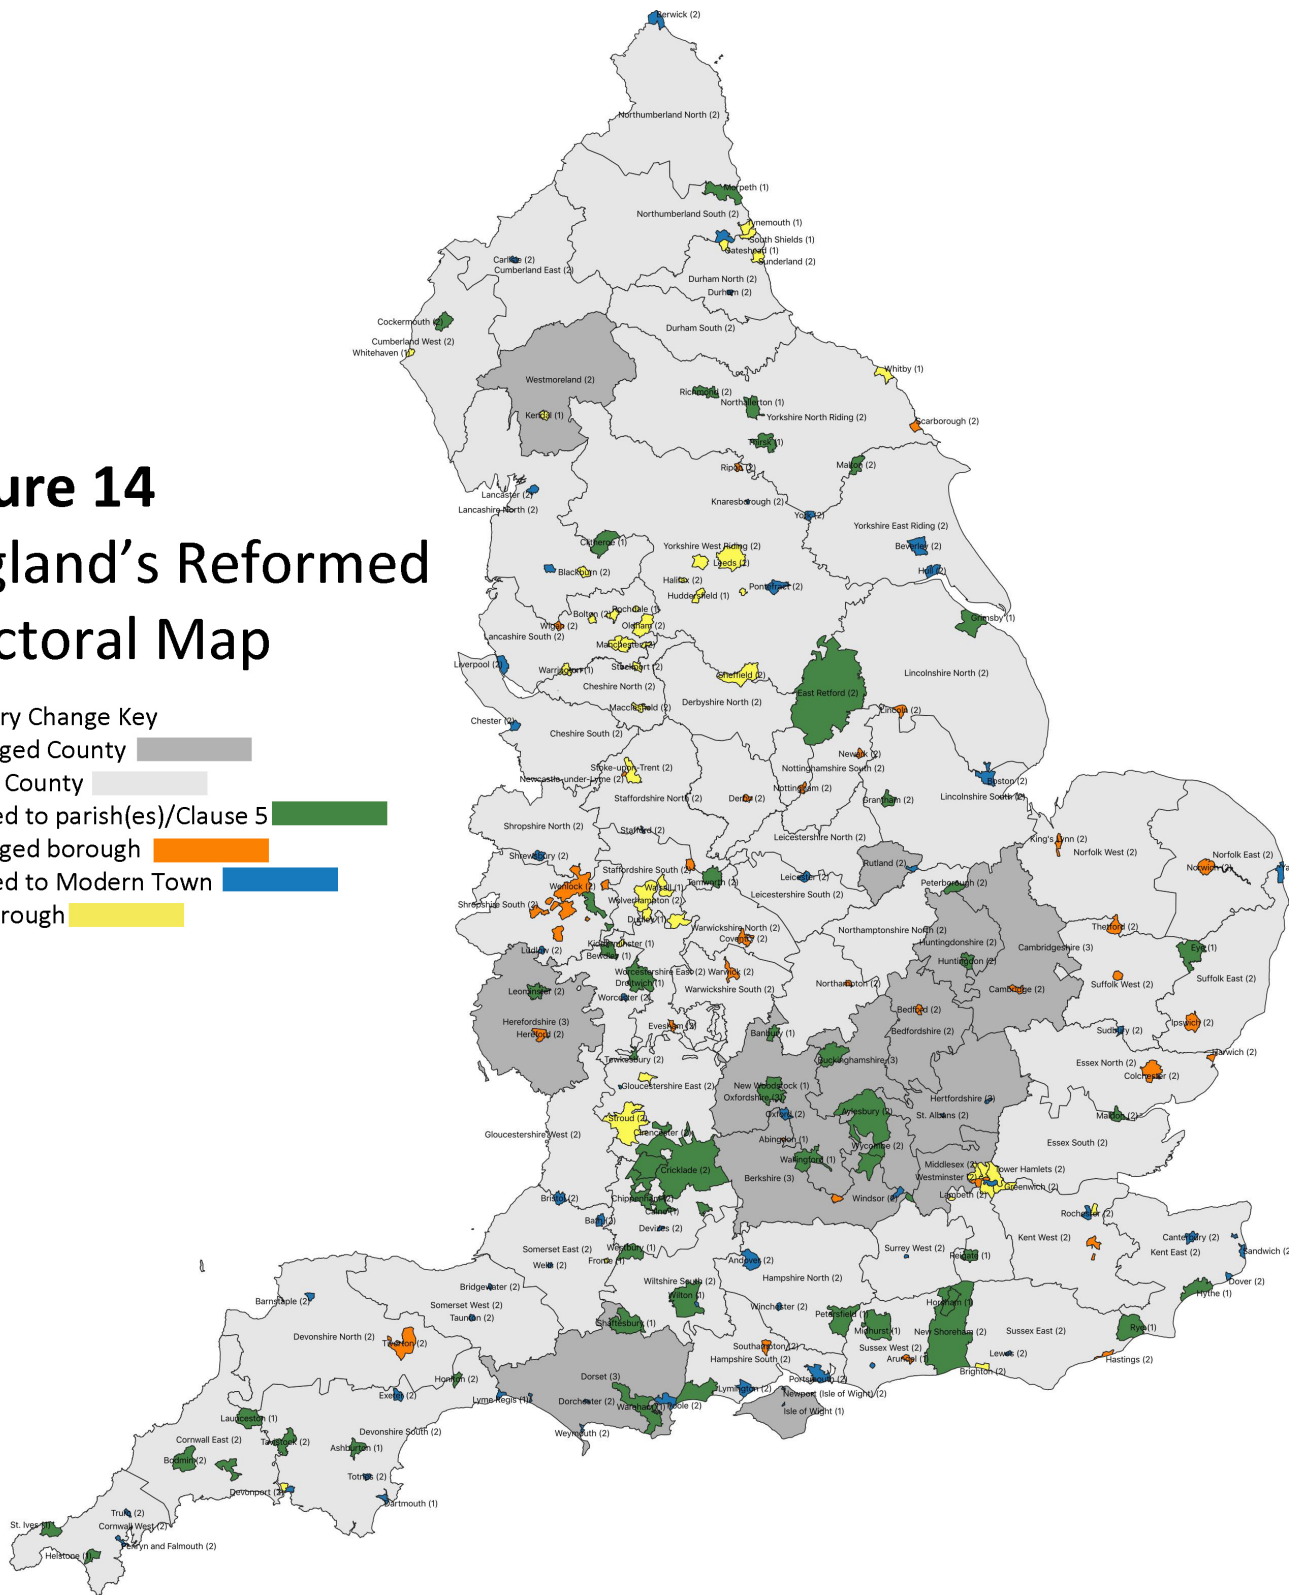 ure 14
gland’s Reformed
ctoral Map
ry Change Key
ged County
County
ed to parish(es)/Clause 5
ged borough
ed to Modern Town
rough
Berwick (2)
Northumberland North (2)
Morpeth (1)
Northumberland South (2)
Tynemouth (1)
South Shields (1)
Gateshead (1)
Sunderland (2)
Carlisle (2)
Cumberland East (2)
Durham North (2)
Durham (2)
Cockermouth (2)
Durham South (2)
Cumberland West (2)
Whitehaven (1)
Whitby (1)
Westmoreland (2)
Richmond (2)
Northallerton (1)
Kendal (1)
Yorkshire North Riding (2)
Scarborough (2)
Thirsk (1)
Ripon (2)
Malton (2)
Lancaster (2)
Knaresborough (2)
Lancashire North (2)
York (2)
Yorkshire East Riding (2)
Clitheroe (1)
Yorkshire West Riding (2)
Beverley (2)
Leeds (2)
Blackburn (2)
Hull (2)
Halifax (2)
Pontefract (2)
Huddersfield (1)
Rochdale (1)
Bolton (2)
Grimsby (1)
Wigan (2)
Oldham (2)
Lancashire South (2)
Manchester (2)
Liverpool (2)
Warrington (1)
Stockport (2)
Sheffield (2)
Lincolnshire North (2)
Cheshire North (2)
East Retford (2)
Derbyshire North (2)
Macclesfield (2)
Lincoln (2)
Chester (2)
Cheshire South (2)
Newark (2)
Stoke-upon-Trent (2)
Nottinghamshire South (2)
Newcastle-under-Lyme (2)
Boston (2)
Nottingham (2)
Staffordshire North (2)
Derby (2)
Grantham (2)
Lincolnshire South (2)
Shropshire North (2)
Stafford (2)
Leicestershire North (2)
King's Lynn (2)
Norfolk West (2)
Shrewsbury (2)
Norfolk East (2)
Rutland (2)
Staffordshire South (2)
Norwich (2)
Leicester (2)
Tamworth (2)
Peterborough (2)
Wenlock (2)
Walsall (1)
Leicestershire South (2)
Wolverhampton (2)
Shropshire South (2)
Dudley (1)
Warwickshire North (2)
Thetford (2)
Northamptonshire North (2)
Coventry (2)
Huntingdonshire (2)
Kidderminster (1)
Cambridgeshire (3)
Eye (1)
Ludlow (2)
Bewdley (1)
Huntingdon (2)
Worcestershire East (2)
Warwick (2)
Suffolk East (2)
Droitwich (1)
Northampton (2)
Suffolk West (2)
Leominster (2)
Warwickshire South (2)
Cambridge (2)
Worcester (2)
Bedford (2)
Herefordshire (3)
Ipswich (2)
Evesham (2)
Bedfordshire (2)
Sudbury (2)
Hereford (2)
Banbury (1)
Harwich (2)
Tewkesbury (2)
Buckinghamshire (3)
Essex North (2)
Colchester (2)
Gloucestershire East (2)
New Woodstock (1)
Oxfordshire (3)
Hertfordshire (3)
Aylesbury (2)
Oxford (2)
St. Albans (2)
Maldon (2)
Stroud (2)
Cirencester (2)
Gloucestershire West (2)
Abingdon (1)
Essex South (2)
Wycombe (2)
Wallingford (1)
Middlesex (2)
Tower Hamlets (2)
Cricklade (2)
Berkshire (3)
Westminster (2)
Greenwich (2)
Lambeth (2)
Bristol (2)
Chippenham (2)
Windsor (2)
Calne (1)
Rochester (2)
Bath (2)
Devizes (2)
Kent West (2)
Canterbury (2)
Somerset East (2)
Westbury (1)
Surrey West (2)
Kent East (2)
Sandwich (2
Reigate (1)
Frome (1)
Andover (2)
Wells (2)
Wiltshire South (2)
Hampshire North (2)
Dover (2)
Bridgewater (2)
Hythe (1)
Wilton (1)
Barnstaple (2)
Somerset West (2)
Horsham (1)
Winchester (2)
Taunton (2)
Petersfield (1)
Shaftesbury (1)
Rye (1)
Midhurst (1)
New Shoreham (2)
Sussex East (2)
Devonshire North (2)
Tiverton (2)
Southampton (2)
Sussex West (2)
Lewes (2)
Hampshire South (2)
Arundel (1)
Hastings (2)
Brighton (2)
Dorset (3)
Honiton (2)
Portsmouth (2)
Lymington (2)
Exeter (2)
Newport (Isle of Wight) (2)
Lyme Regis (1)
Dorchester (2)
Wareham (1)
Poole (2)
Isle of Wight (1)
Launceston (1)
Devonshire South (2)
Weymouth (2)
Cornwall East (2)
Tavistock (2)
Ashburton (1)
Bodmin (2)
Totnes (2)
Devonport (2)
Dartmouth (1)
Truro (2)
St. Ives (1)
Cornwall West (2)
Penryn and Falmouth (2)
Helstone (1)